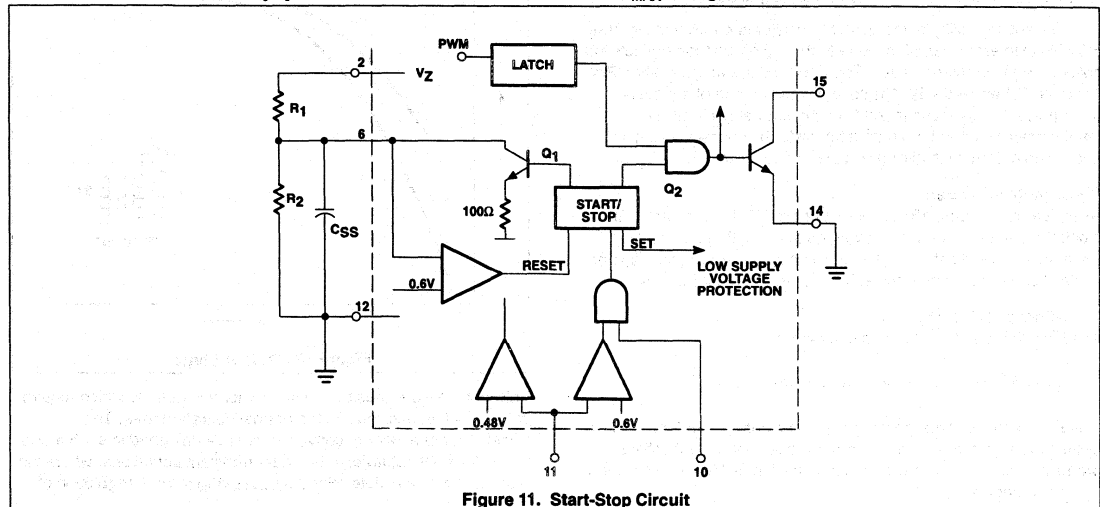 PWM
LATCH
2
VZ
15
R1
6
Q1
Q2
R2
CSS
100Ω
START/
STOP
14
SET
RESET
LOW SUPPLY
VOLTAGE
PROTECTION
0.6V
12
0.48V
0.6V
11
10
Figure 11. Start-Stop Circuit